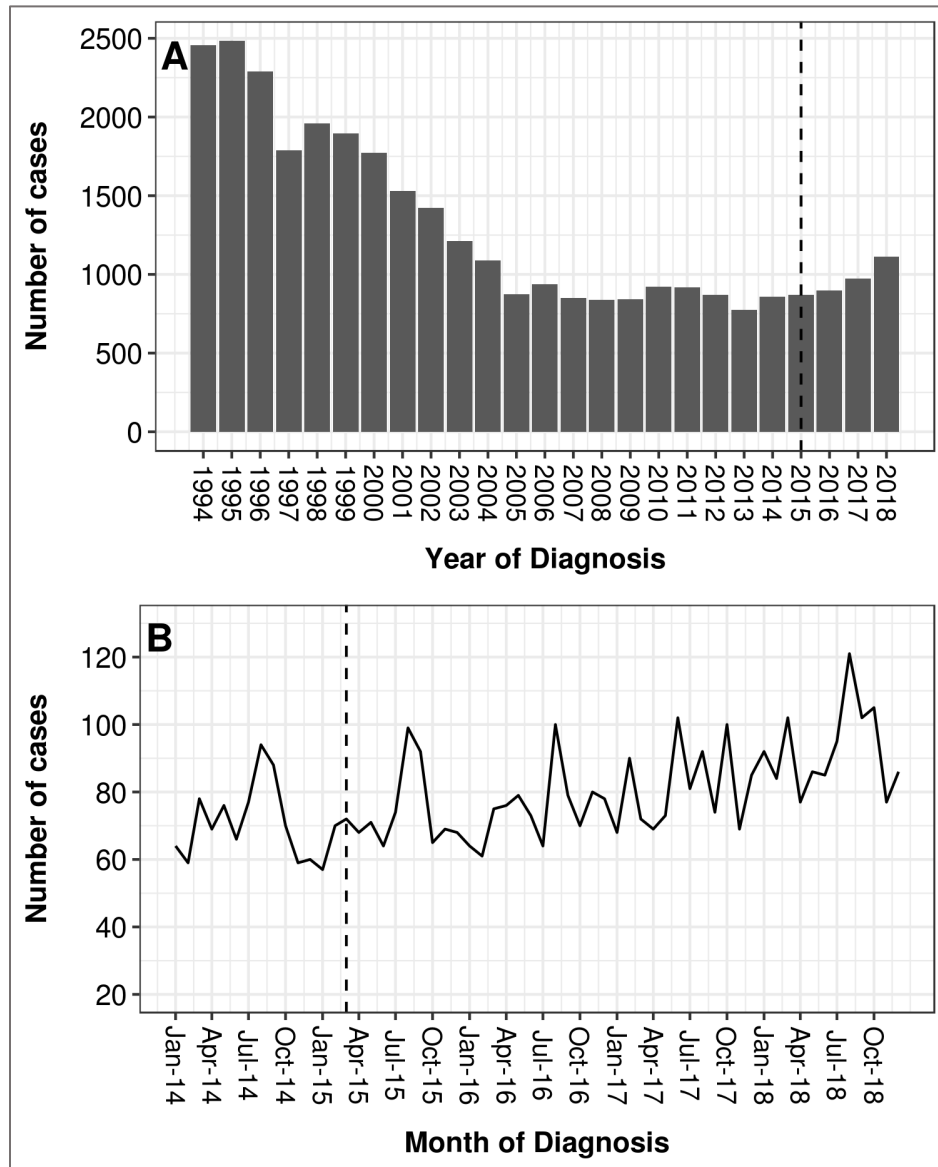 A
Number of cases
2500
2000
1500
1000
500
0
1994 1995 1996 1997 1998 1999 2000 2001 2002 2003 2004 2005 2006 2007 2008 2009 2010 2011 2012 2013 2014 2015 2016 2017 2018
Year of Diagnosis
B
Number of cases
120
100
80
60
40
20
Jan-14 Apr-14 Jul-14 Oct-14 Jan-15 Apr-15 Jul-15 Oct-15 Jan-16 Apr-16 Jul-16 Oct-16 Jan-17 Apr-17 Jul-17 Oct-17 Jan-18 Apr-18 Jul-18 Oct-18
Month of Diagnosis